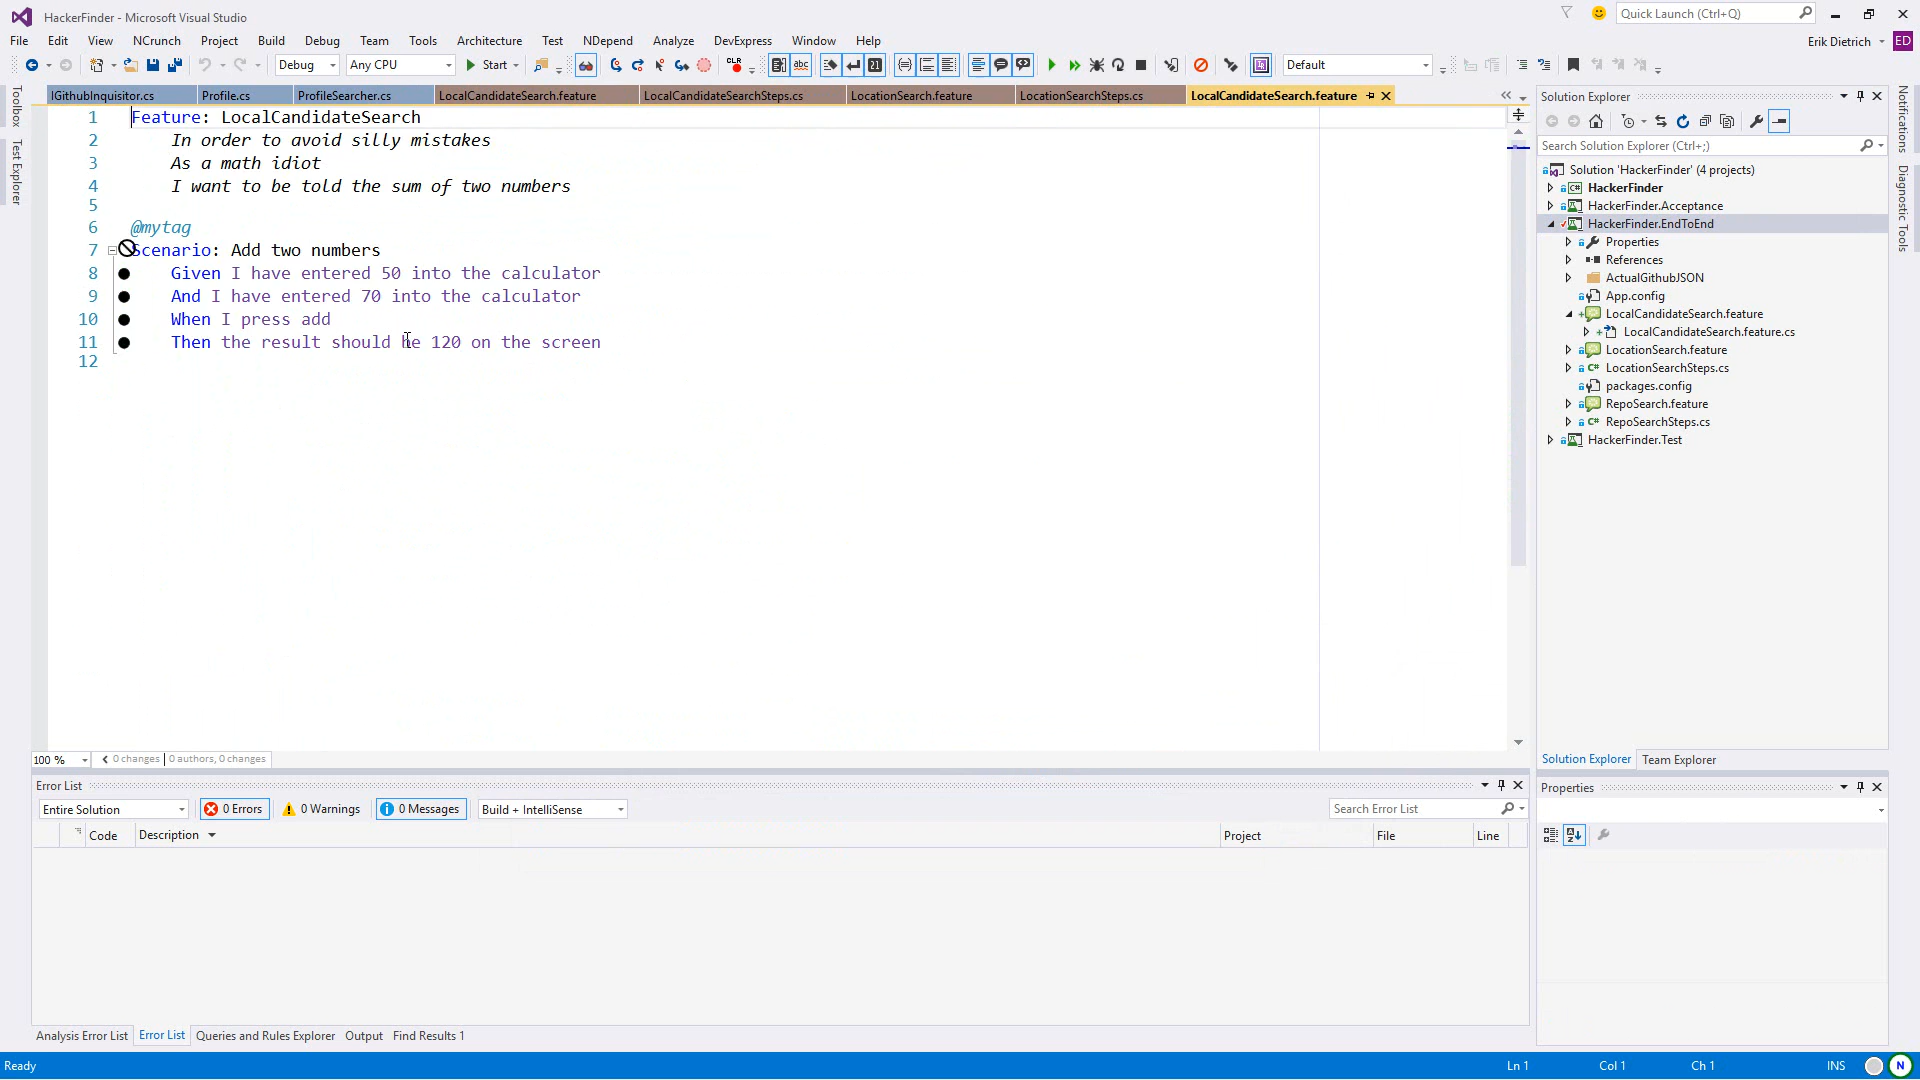 HackerFinder - Microsoft Visual Studio
Quick Launch (Ctrl+Q)
File Edit View NCrunch Project Build Debug Team Tools Architecture Test NDepend Analyze DevExpress Window Help
Erik Dietrich ED
Debug Any CPU Start CLR abc 21 Default
IGithubInquisitor.cs Profile.cs ProfileSearcher.cs LocalCandidateSearch.feature LocalCandidateSearchSteps.cs LocationSearch.feature LocationSearchSteps.cs LocalCandidateSearch.feature
Toolbox
Test Explorer
1 Feature: LocalCandidateSearch
2 In order to avoid silly mistakes
3 As a math idiot
4 I want to be told the sum of two numbers
5
6 @mytag
7 Scenario: Add two numbers
8 Given I have entered 50 into the calculator
9 And I have entered 70 into the calculator
10 When I press add
11 Then the result should be 120 on the screen
12
100 % 0 changes | 0 authors, 0 changes
Solution Explorer
Search Solution Explorer (Ctrl+;)
Solution 'HackerFinder' (4 projects)
C# HackerFinder
HackerFinder.Acceptance
HackerFinder.EndToEnd
Properties
References
ActualGithubJSON
App.config
LocalCandidateSearch.feature
LocalCandidateSearch.feature.cs
LocationSearch.feature
C# LocationSearchSteps.cs
packages.config
RepoSearch.feature
C# RepoSearchSteps.cs
HackerFinder.Test
Notifications
Diagnostic Tools
Solution Explorer Team Explorer
Properties
Error List
Entire Solution 0 Errors 0 Warnings 0 Messages Build + IntelliSense Search Error List
Code Description Project File Line
Analysis Error List Error List Queries and Rules Explorer Output Find Results 1
Ready Ln 1 Col 1 Ch 1 INS N